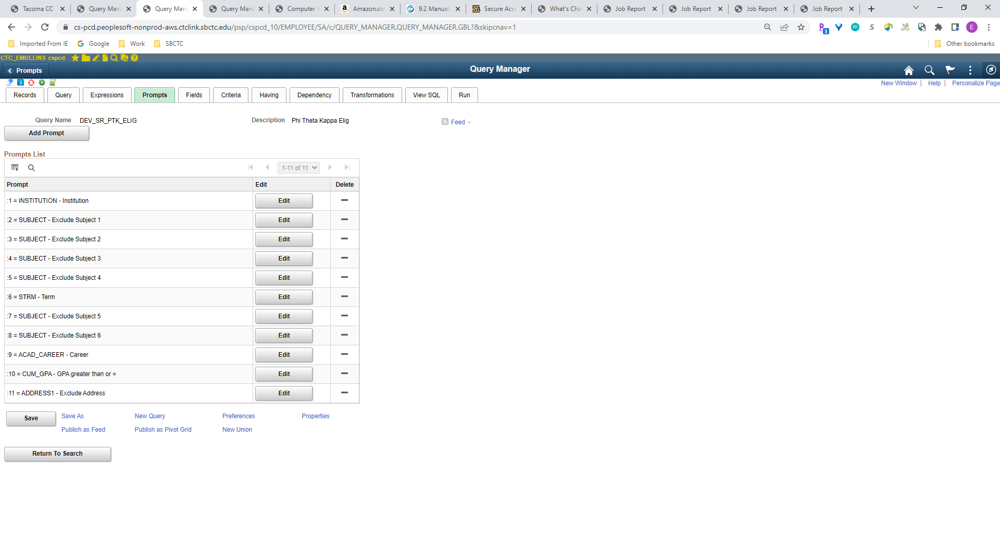 Tacoma CC
Query Mana
Query Mana
Query Mana
Computer
Amazon.co
9.2 Manual
Secure Acce
What's Cha
Job Report
Job Report
Job Report
Job Report
cs-pcd.peoplesoft-nonprod-aws.ctclink.sbctc.edu/psp/cspcd_10/EMPLOYEE/SA/c/QUERY_MANAGER.QUERY_MANAGER.GBL?&skipcnav=1
Imported From IE
Google
Work
SBCTC
Other bookmarks
CTC_EMULLINS cspcd
Prompts
Query Manager
New Window | Help | Personalize Page
Records
Query
Expressions
Prompts
Fields
Criteria
Having
Dependency
Transformations
View SQL
Run
Query Name DEV_SR_PTK_ELIG
Description Phi Theta Kappa Elig
Feed
Add Prompt
Prompts List
1-11 of 11
Prompt Edit Delete
:1 = INSTITUTION - Institution Edit
:2 = SUBJECT - Exclude Subject 1 Edit
:3 = SUBJECT - Exclude Subject 2 Edit
:4 = SUBJECT - Exclude Subject 3 Edit
:5 = SUBJECT - Exclude Subject 4 Edit
:6 = STRM - Term Edit
:7 = SUBJECT - Exclude Subject 5 Edit
:8 = SUBJECT - Exclude Subject 6 Edit
:9 = ACAD_CAREER - Career Edit
:10 = CUM_GPA - GPA greater than or = Edit
:11 = ADDRESS1 - Exclude Address Edit
Save
Save As
New Query
Preferences
Properties
Publish as Feed
Publish as Pivot Grid
New Union
Return To Search